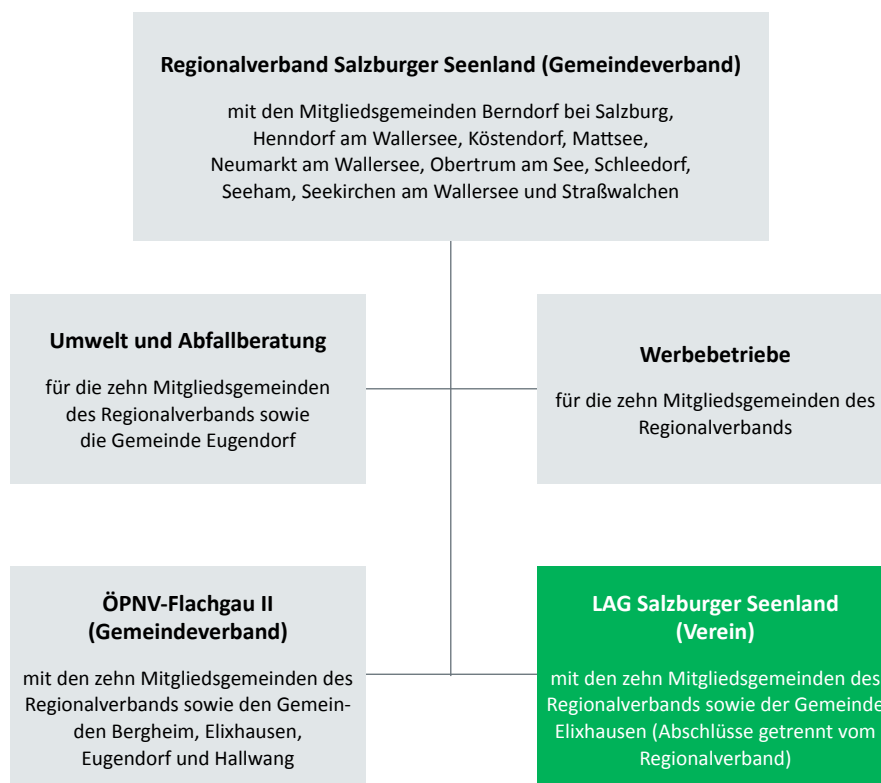 Regionalverband Salzburger Seenland (Gemeindeverband)
mit den Mitgliedsgemeinden Berndorf bei Salzburg,
Henndorf am Wallersee, Köstendorf, Mattsee,
Neumarkt am Wallersee, Obertrum am See, Schleedorf,
Seeham, Seekirchen am Wallersee und Straßwalchen
Umwelt und Abfallberatung
für die zehn Mitgliedsgemeinden
des Regionalverbands sowie
die Gemeinde Eugendorf
Werbebetriebe
für die zehn Mitgliedsgemeinden des
Regionalverbands
ÖPNV-Flachgau II
(Gemeindeverband)
mit den zehn Mitgliedsgemeinden des
Regionalverbands sowie den Gemein-
den Bergheim, Elixhausen,
Eugendorf und Hallwang
LAG Salzburger Seenland
(Verein)
mit den zehn Mitgliedsgemeinden des
Regionalverbands sowie der Gemeinde
Elixhausen (Abschlüsse getrennt vom
Regionalverband)